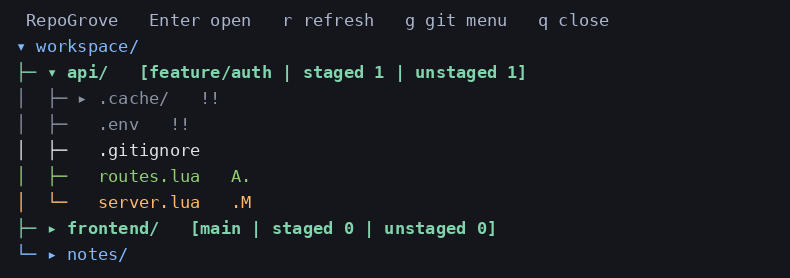 RepoGrove   Enter open   r refresh   g git menu   q close
▾ workspace/
├─ ▾ api/   [feature/auth | staged 1 | unstaged 1]
│  ├─ ▸ .cache/   !!
│  ├─   .env   !!
│  ├─   .gitignore
│  ├─   routes.lua   A.
│  └─   server.lua   .M
├─ ▸ frontend/   [main | staged 0 | unstaged 0]
└─ ▸ notes/